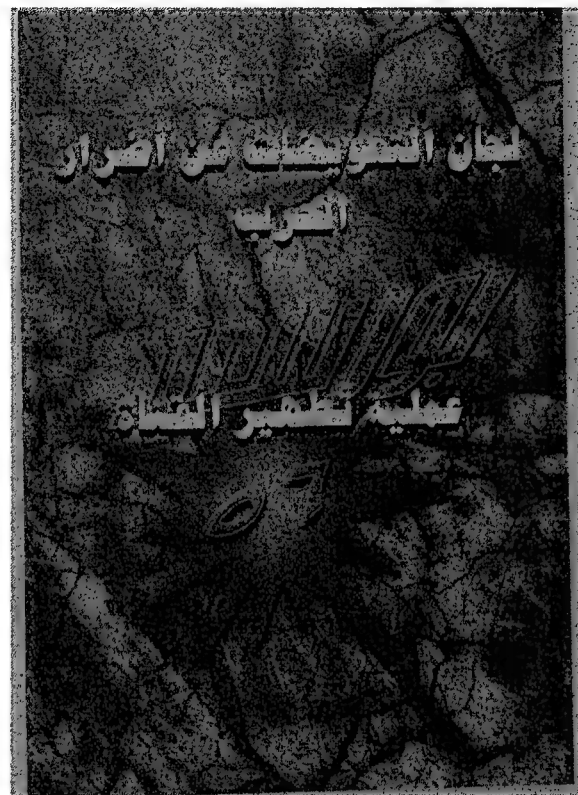 لجان التعويضات عن أضرار
الحرب
عملية تطهير القناة